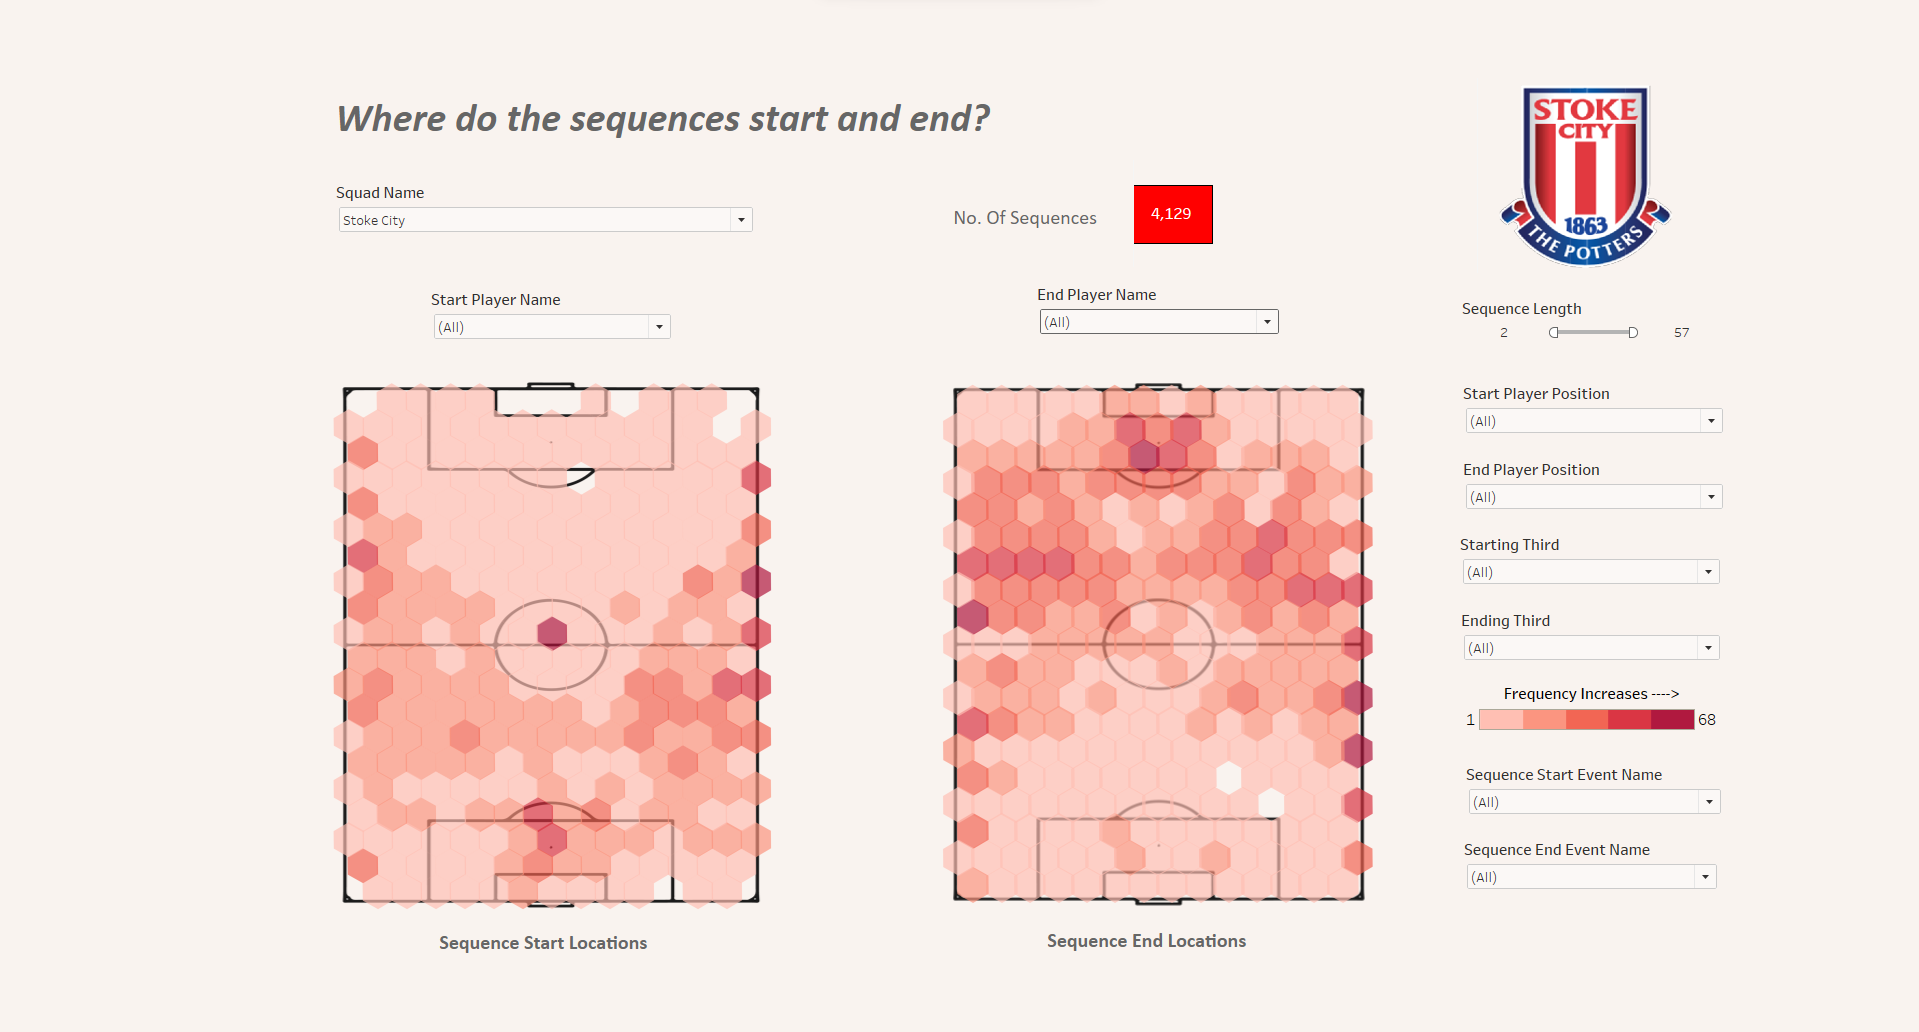 Where do the sequences start and end?
STOKE
CITY
1863
THE POTTERS
Squad Name
Stoke City
No. Of Sequences
4,129
Start Player Name
(All)
End Player Name
(All)
Sequence Length
2
57
Start Player Position
(All)
End Player Position
(All)
Starting Third
(All)
Ending Third
(All)
Frequency Increases ---->
1
68
Sequence Start Event Name
(All)
Sequence End Event Name
(All)
Sequence Start Locations
Sequence End Locations